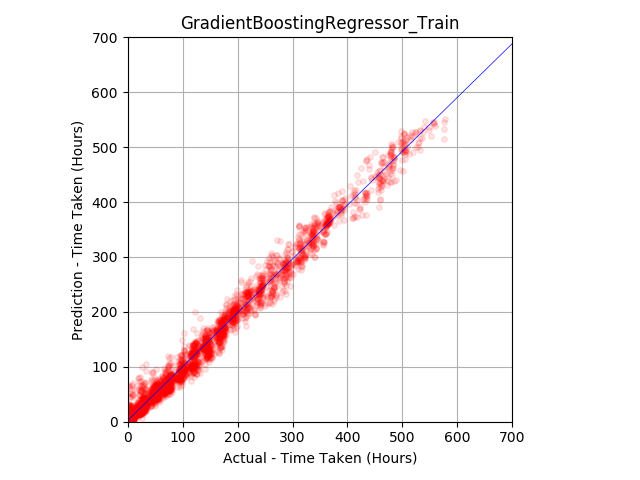 GradientBoostingRegressor_Train
Prediction - Time Taken (Hours)
700
600
500
400
300
200
100
0
0 100 200 300 400 500 600 700
Actual - Time Taken (Hours)